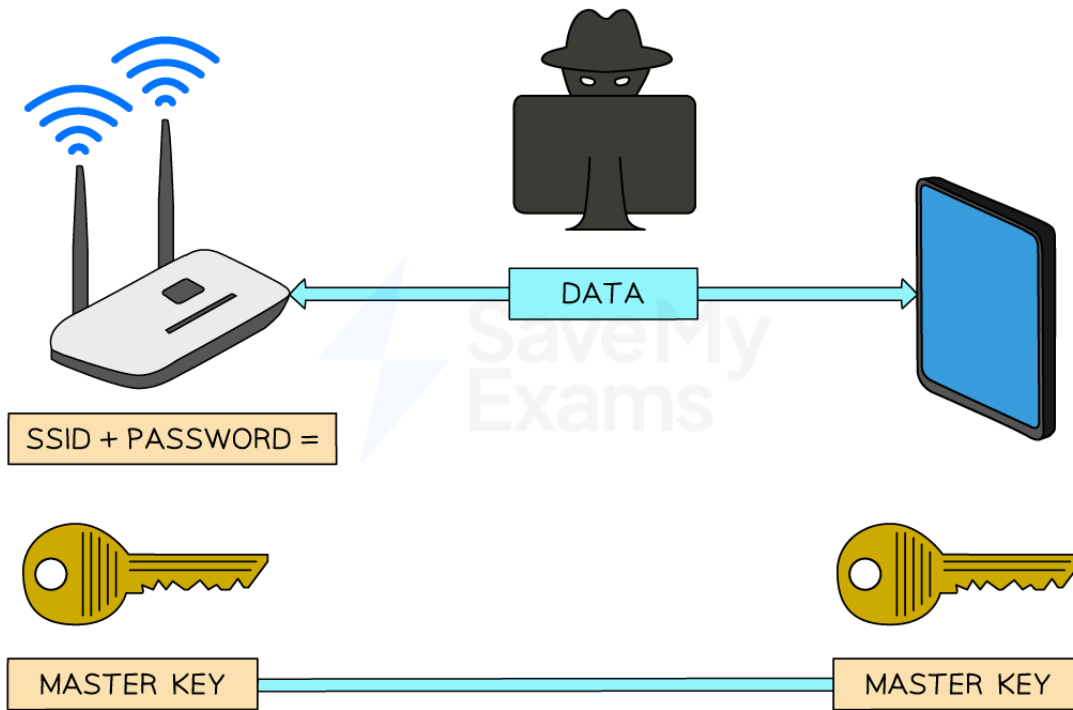 DATA
SaveMy
Exams
SSID + PASSWORD =
MASTER KEY
MASTER KEY